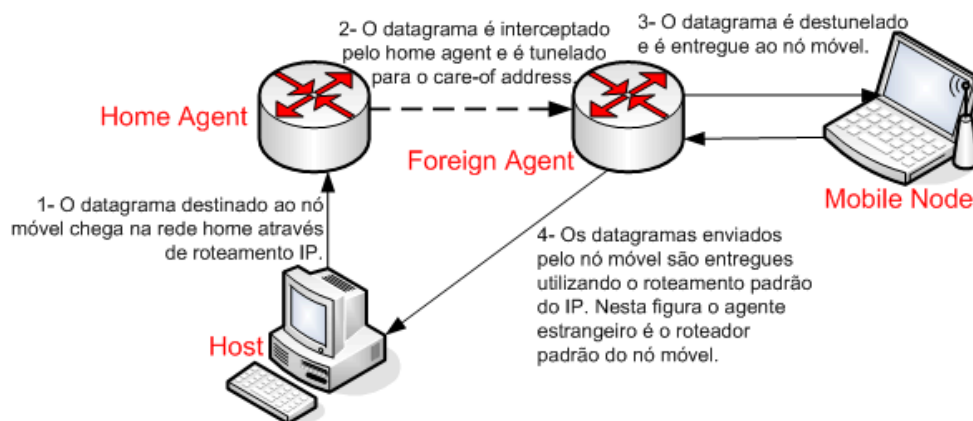 2- O datagrama é interceptado
pelo home agent e é tunelado
para o care-of address.
3- O datagrama é destunelado
e é entregue ao nó móvel.
Home Agent
Foreign Agent
Mobile Node
1- O datagrama destinado ao nó
móvel chega na rede home através
de roteamento IP.
4- Os datagramas enviados
pelo nó móvel são entregues
utilizando o roteamento padrão
do IP. Nesta figura o agente
estrangeiro é o roteador
padrão do nó móvel.
Host